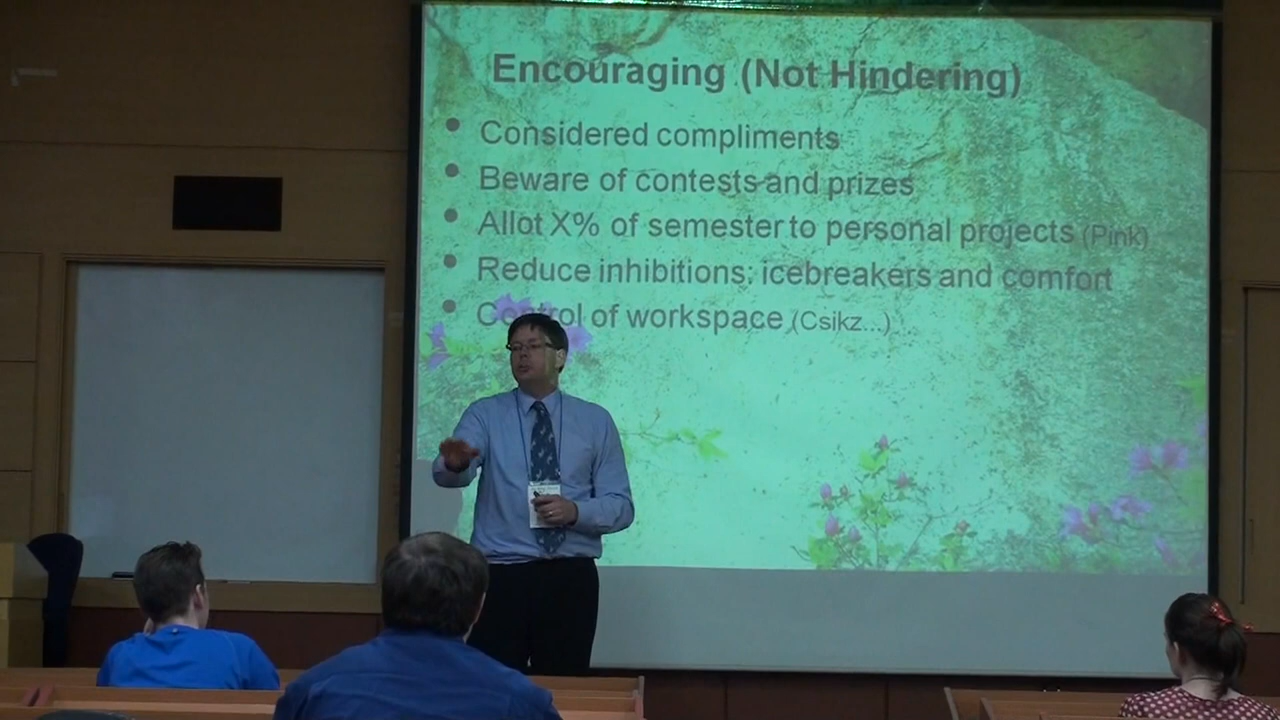 Encouraging (Not Hindering)
Considered compliments
Beware of contests and prizes
Allot X% of semester to personal projects (Pink)
Reduce inhibitions: icebreakers and comfort
Control of workspace (Csikz...)